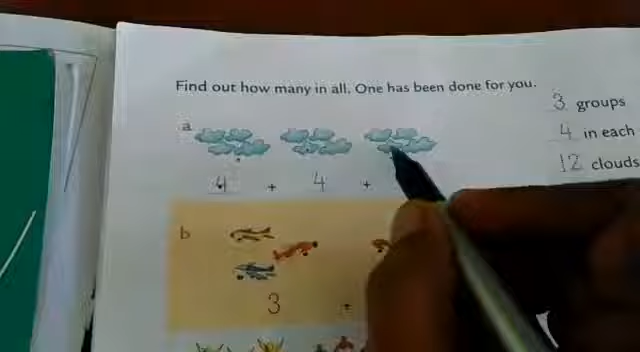 Find out how many in all. One has been done for you.
3 groups
4 in each
12 clouds
a
4 + 4 +
b
3 +